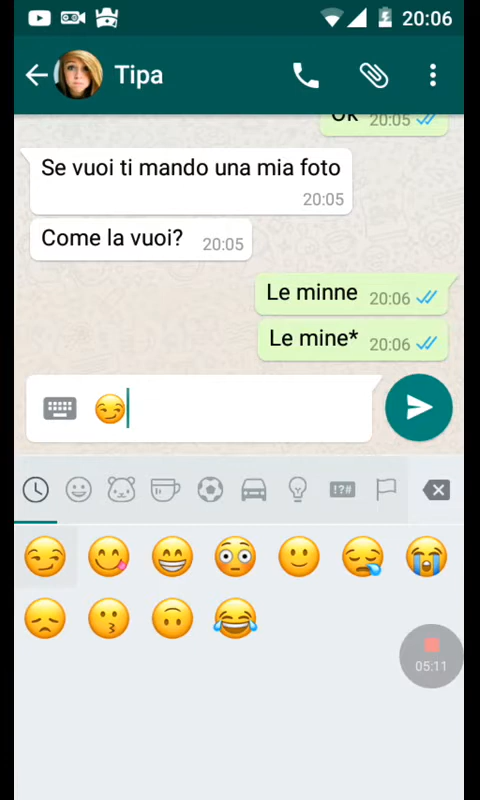 20:06
Tipa
OK 20:05
Se vuoi ti mando una mia foto
20:05
Come la vuoi? 20:05
Le minne 20:06
Le mine* 20:06
!?#
05:11